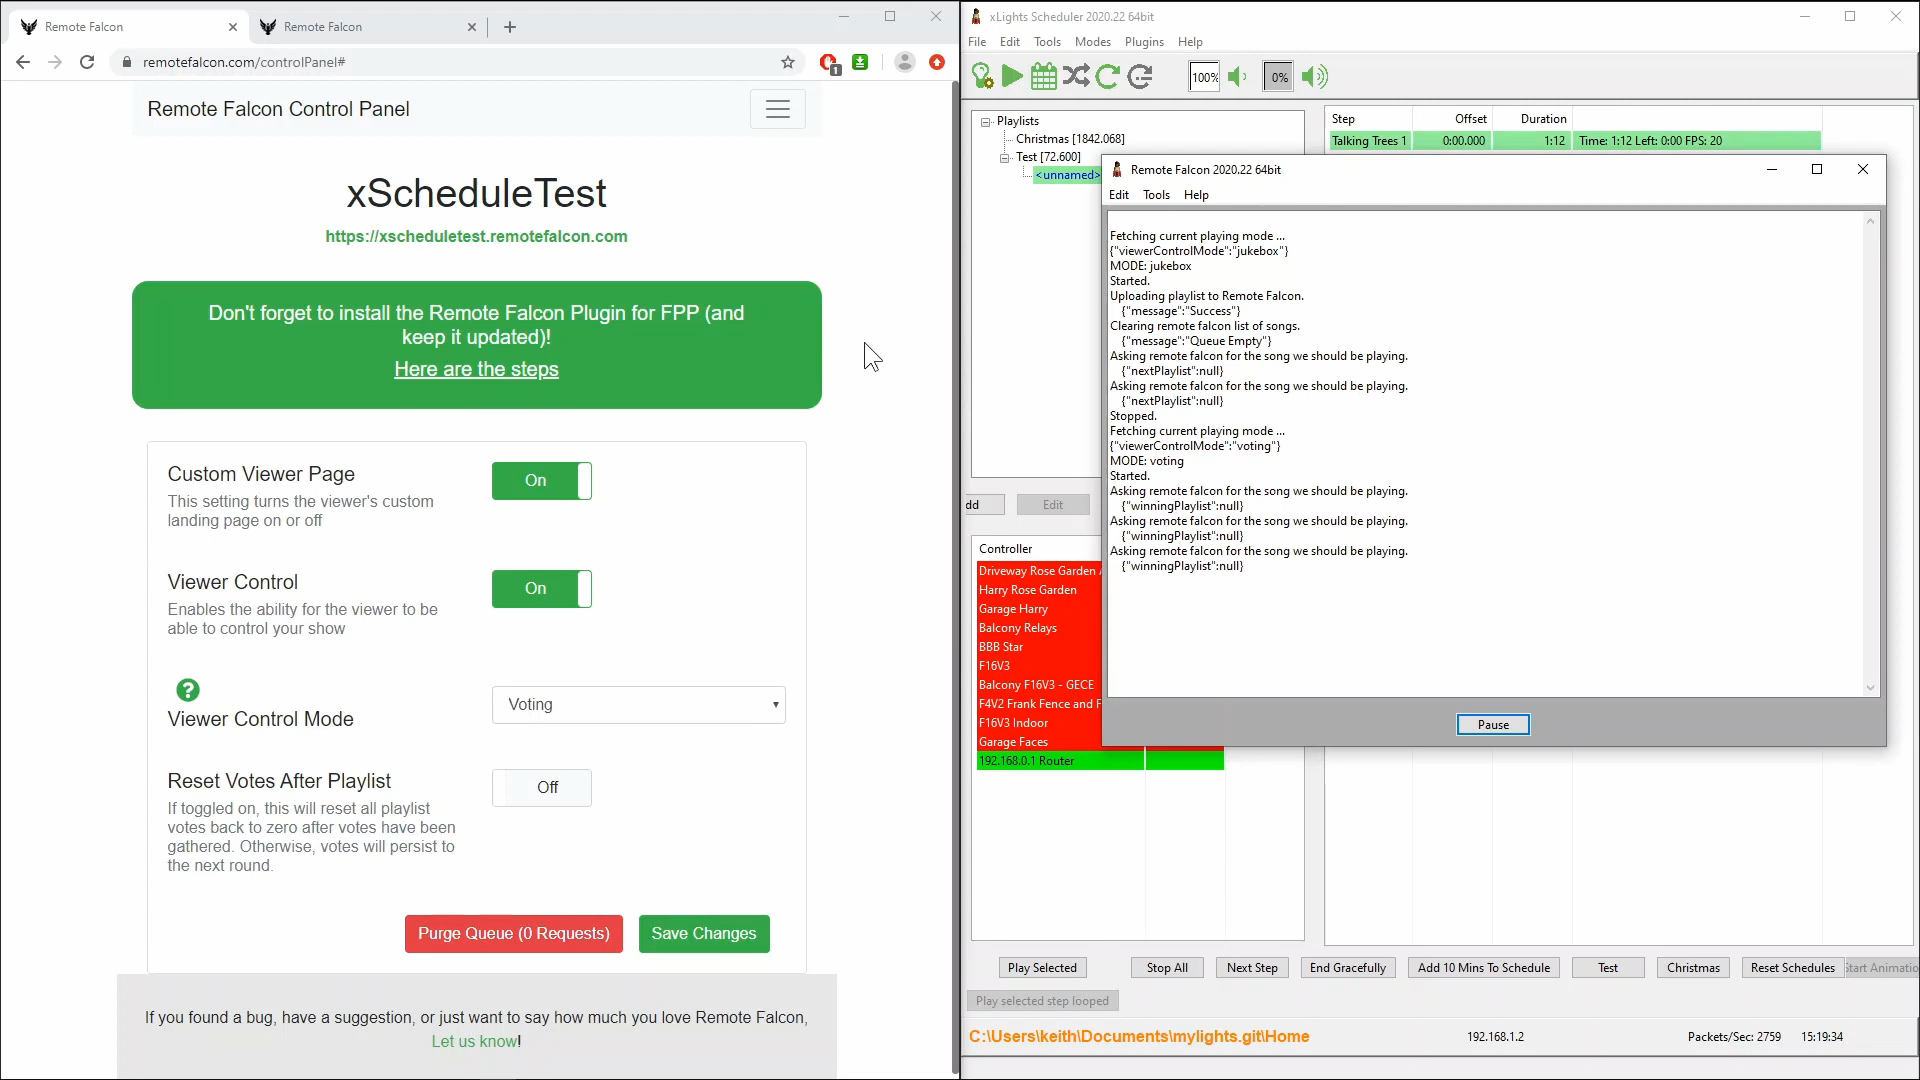 Remote Falcon
Remote Falcon
remotefalcon.com/controlPanel#
1
Remote Falcon Control Panel
xScheduleTest
https://xscheduletest.remotefalcon.com
Don't forget to install the Remote Falcon Plugin for FPP (and
keep it updated)!
Here are the steps
Custom Viewer Page
This setting turns the viewer's custom
landing page on or off
On
Viewer Control
Enables the ability for the viewer to be
able to control your show
On
?
Viewer Control Mode
Voting
Reset Votes After Playlist
If toggled on, this will reset all playlist
votes back to zero after votes have been
gathered. Otherwise, votes will persist to
the next round.
Off
Purge Queue (0 Requests)
Save Changes
If you found a bug, have a suggestion, or just want to say how much you love Remote Falcon,
Let us know!
xLights Scheduler 2020.22 64bit
File Edit Tools Modes Plugins Help
100% 0%
Playlists
Christmas [1842.068]
Test [72.600]
<unnamed>
Step Offset Duration
Talking Trees 1 0:00.000 1:12 Time: 1:12 Left: 0:00 FPS: 20
Remote Falcon 2020.22 64bit
Edit Tools Help
Fetching current playing mode ...
{"viewerControlMode":"jukebox"}
MODE: jukebox
Started.
Uploading playlist to Remote Falcon.
{"message":"Success"}
Clearing remote falcon list of songs.
{"message":"Queue Empty"}
Asking remote falcon for the song we should be playing.
{"nextPlaylist":null}
Asking remote falcon for the song we should be playing.
{"nextPlaylist":null}
Stopped.
Fetching current playing mode ...
{"viewerControlMode":"voting"}
MODE: voting
Started.
Asking remote falcon for the song we should be playing.
{"winningPlaylist":null}
Asking remote falcon for the song we should be playing.
{"winningPlaylist":null}
Asking remote falcon for the song we should be playing.
{"winningPlaylist":null}
Pause
dd Edit
Controller
Driveway Rose Garden
Harry Rose Garden
Garage Harry
Balcony Relays
BBB Star
F16V3
Balcony F16V3 - GECE
F4V2 Frank Fence and F
F16V3 Indoor
Garage Faces
192.168.0.1 Router
Play Selected Stop All Next Step End Gracefully Add 10 Mins To Schedule Test Christmas Reset Schedules Start Animatio
Play selected step looped
C:\Users\keith\Documents\mylights.git\Home 192.168.1.2 Packets/Sec: 2759 15:19:34